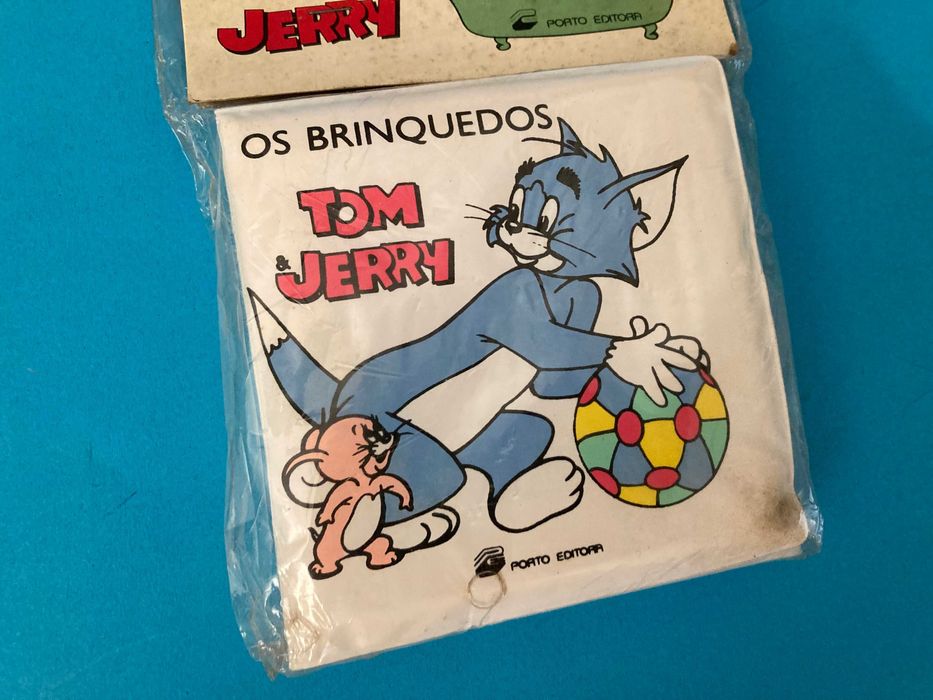 JERRY
PORTO EDITORA
OS BRINQUEDOS
TOM
& JERRY
PORTO EDITORA